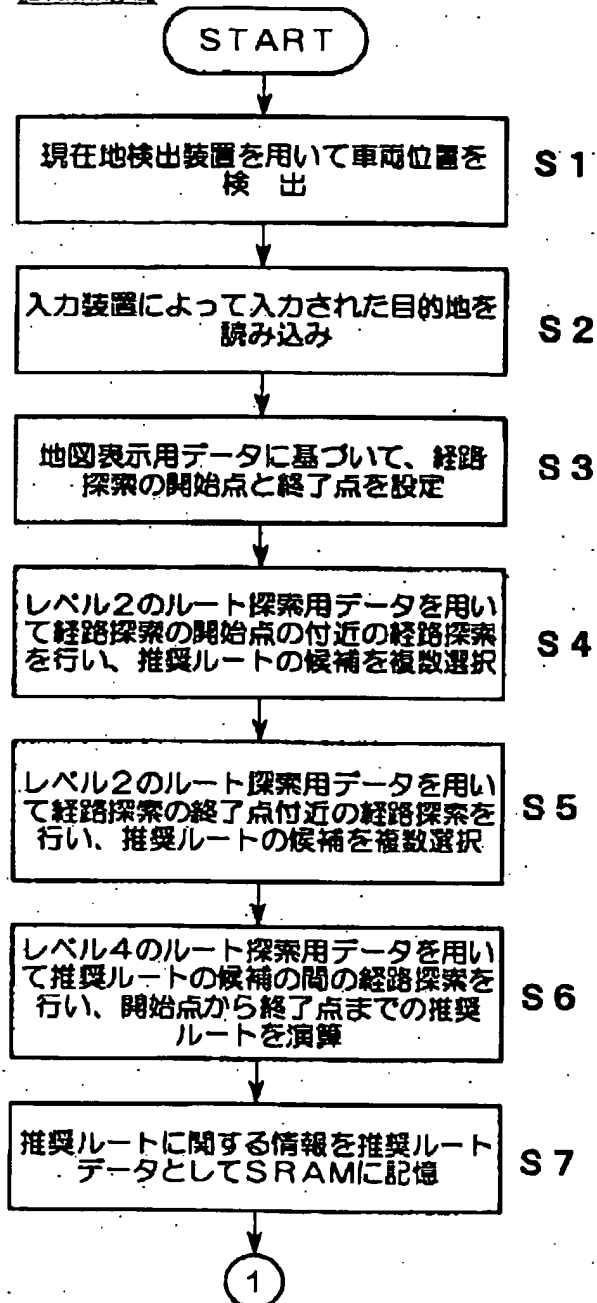 START
現在地検出装置を用いて車両位置を
検 出
S1
入力装置によって入力された目的地を
読み込み
S2
地図表示用データに基づいて、経路
探索の開始点と終了点を設定
S3
レベル2のルート探索用データを用い
て経路探索の開始点の付近の経路探索
を行い、推奨ルートの候補を複数選択
S4
レベル2のルート探索用データを用い
て経路探索の終了点付近の経路探索を
行い、推奨ルートの候補を複数選択
S5
レベル4のルート探索用データを用い
て推奨ルートの候補の間の経路探索を
行い、開始点から終了点までの推奨
ルートを演算
S6
推奨ルートに関する情報を推奨ルート
データとしてSRAMに記憶
S7
1